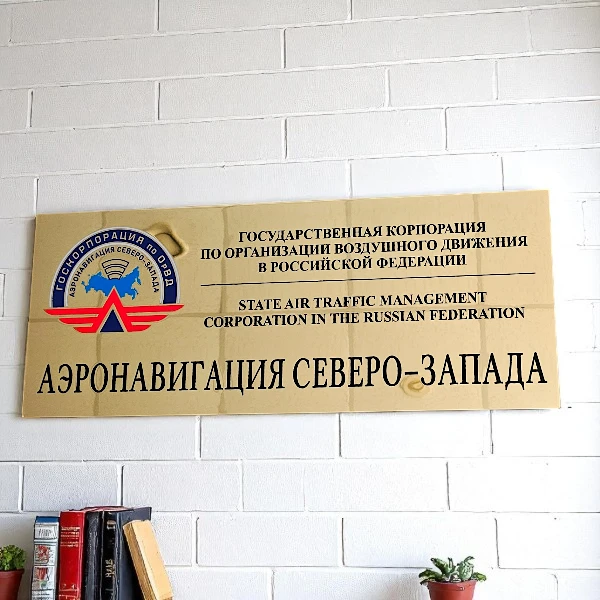 ГОСКОРПОРАЦИЯ по ОрВД
АЭРОНАВИГАЦИЯ СЕВЕРО-ЗАПАДА
ГОСУДАРСТВЕННАЯ КОРПОРАЦИЯ
ПО ОРГАНИЗАЦИИ ВОЗДУШНОГО ДВИЖЕНИЯ
В РОССИЙСКОЙ ФЕДЕРАЦИИ
STATE AIR TRAFFIC MANAGEMENT
CORPORATION IN THE RUSSIAN FEDERATION
АЭРОНАВИГАЦИЯ СЕВЕРО-ЗАПАДА